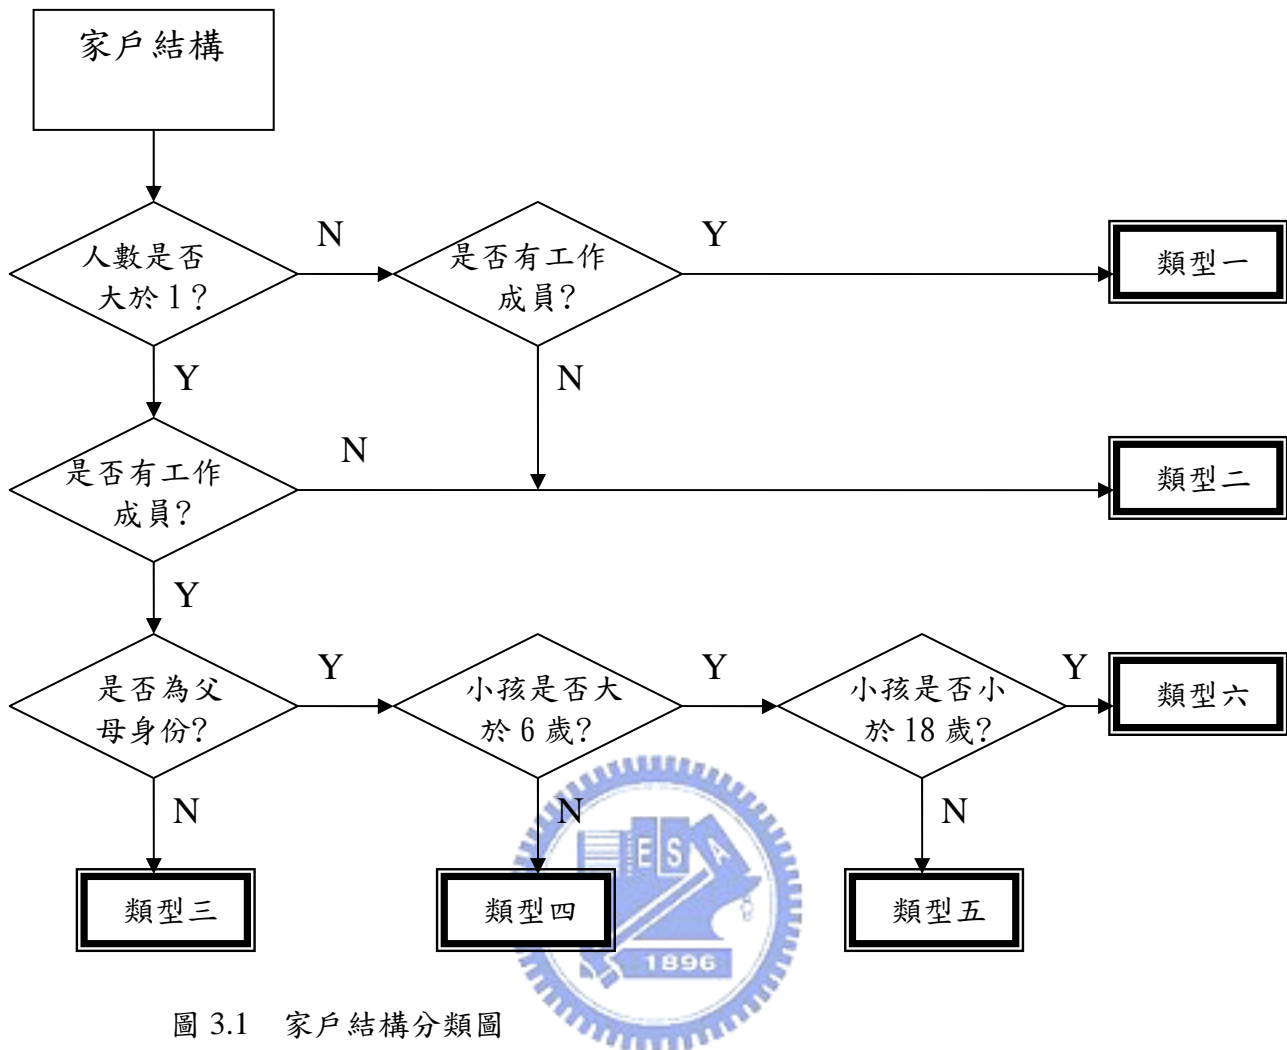 家戶結構
人數是否
大於 1？
N
是否有工作
成員?
Y
類型一
Y
N
是否有工作
成員?
N
類型二
Y
是否為父
母身份?
Y
小孩是否大
於 6 歲?
Y
小孩是否小
於 18 歲?
Y
類型六
N
N
N
ESA
類型三
類型四
類型五
1896
圖 3.1 家戶結構分類圖